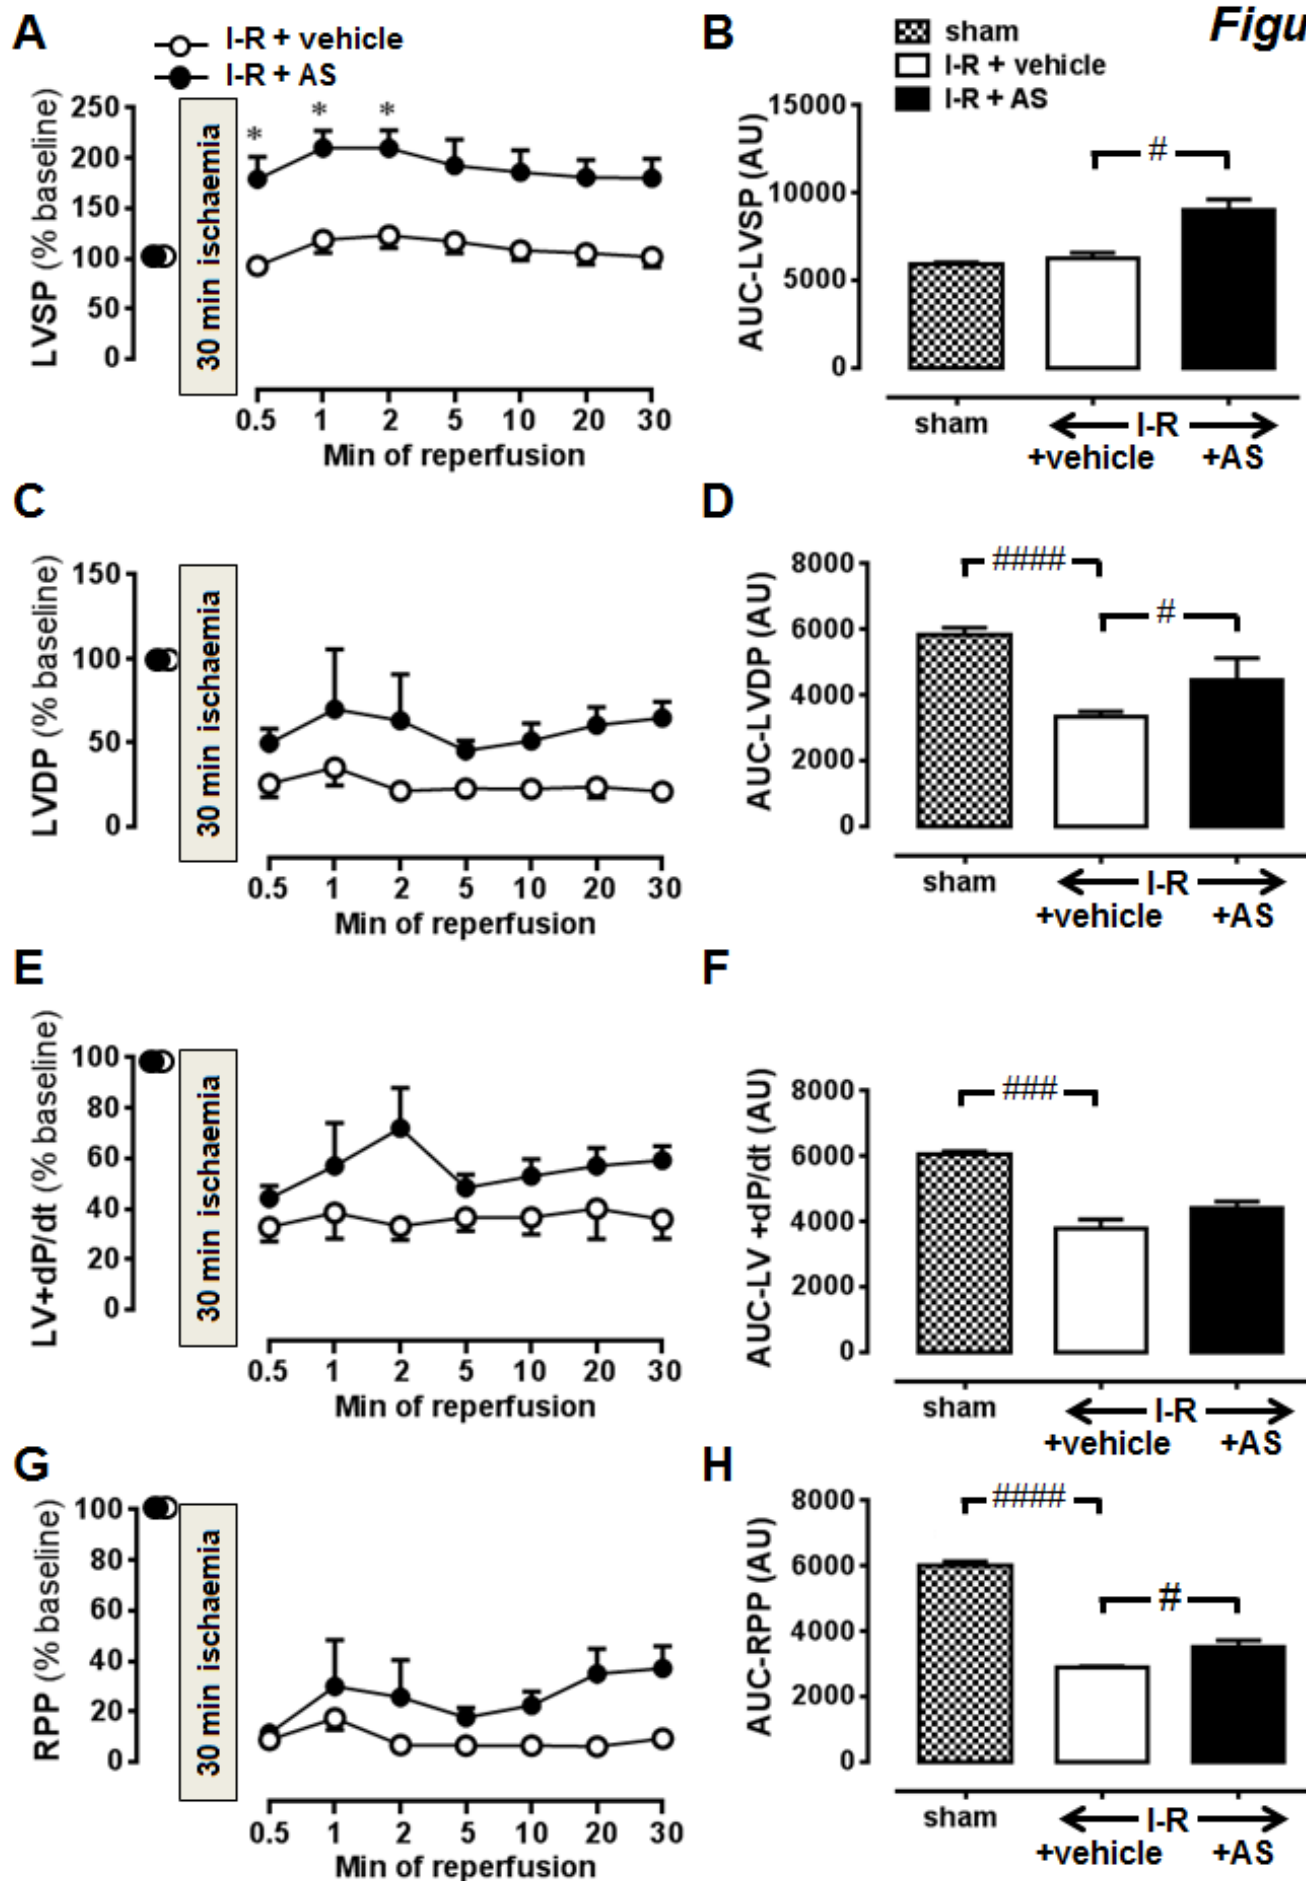 A
I-R + vehicle
I-R + AS
LVSP (% baseline)
250
200
150
100
50
0
30 min ischaemia
* * *
0.5 1 2 5 10 20 30
Min of reperfusion
B
sham
I-R + vehicle
I-R + AS
Figu
AUC-LVSP (AU)
15000
10000
5000
0
#
sham
I-R
+vehicle +AS
C
LVDP (% baseline)
150
100
50
0
30 min ischaemia
0.5 1 2 5 10 20 30
Min of reperfusion
D
AUC-LVDP (AU)
8000
6000
4000
2000
0
####
#
sham
I-R
+vehicle +AS
E
LV+dP/dt (% baseline)
100
80
60
40
20
0
30 min ischaemia
0.5 1 2 5 10 20 30
Min of reperfusion
F
AUC-LV +dP/dt (AU)
8000
6000
4000
2000
0
###
sham
I-R
+vehicle +AS
G
RPP (% baseline)
100
80
60
40
20
0
30 min ischaemia
0.5 1 2 5 10 20 30
Min of reperfusion
H
AUC-RPP (AU)
8000
6000
4000
2000
0
####
#
sham
I-R
+vehicle +AS